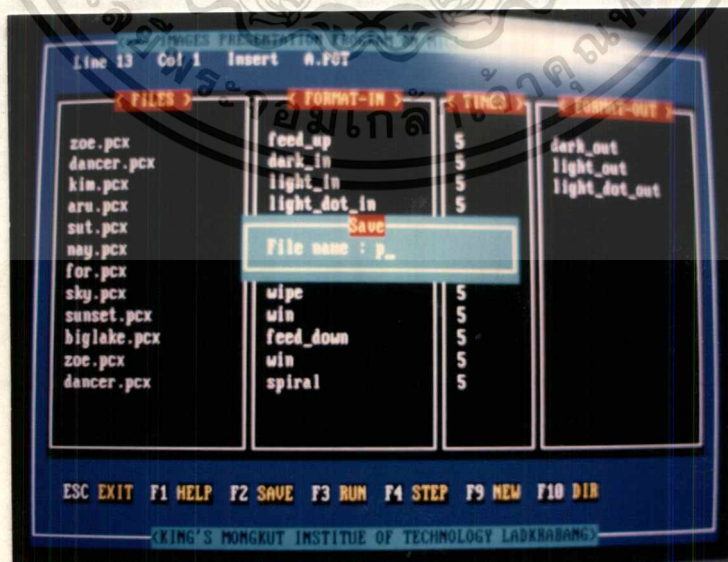 IMAGES PRESENTATION PROGRAM
Line 13 Col 1 Insert A.POT
< FILES > < FORMAT-IN > < TIMES > < FORMAT-OUT >
zoe.pcx feed_up 5 dark_out
dancer.pcx dark_in 5 light_out
kim.pcx light_in 5 light_dot_out
aru.pcx light_dot_in 5
sut.pcx
Save
nay.pcx File name : p_
for.pcx
sky.pcx wipe 5
sunset.pcx win 5
biglake.pcx feed_down 5
zoe.pcx win 5
dancer.pcx spiral 5
ESC EXIT F1 HELP F2 SAVE F3 RUN F4 STEP F9 NEW F10 DIR
<KING'S MONGKUT INSTITUE OF TECHNOLOGY LADKRABANG>